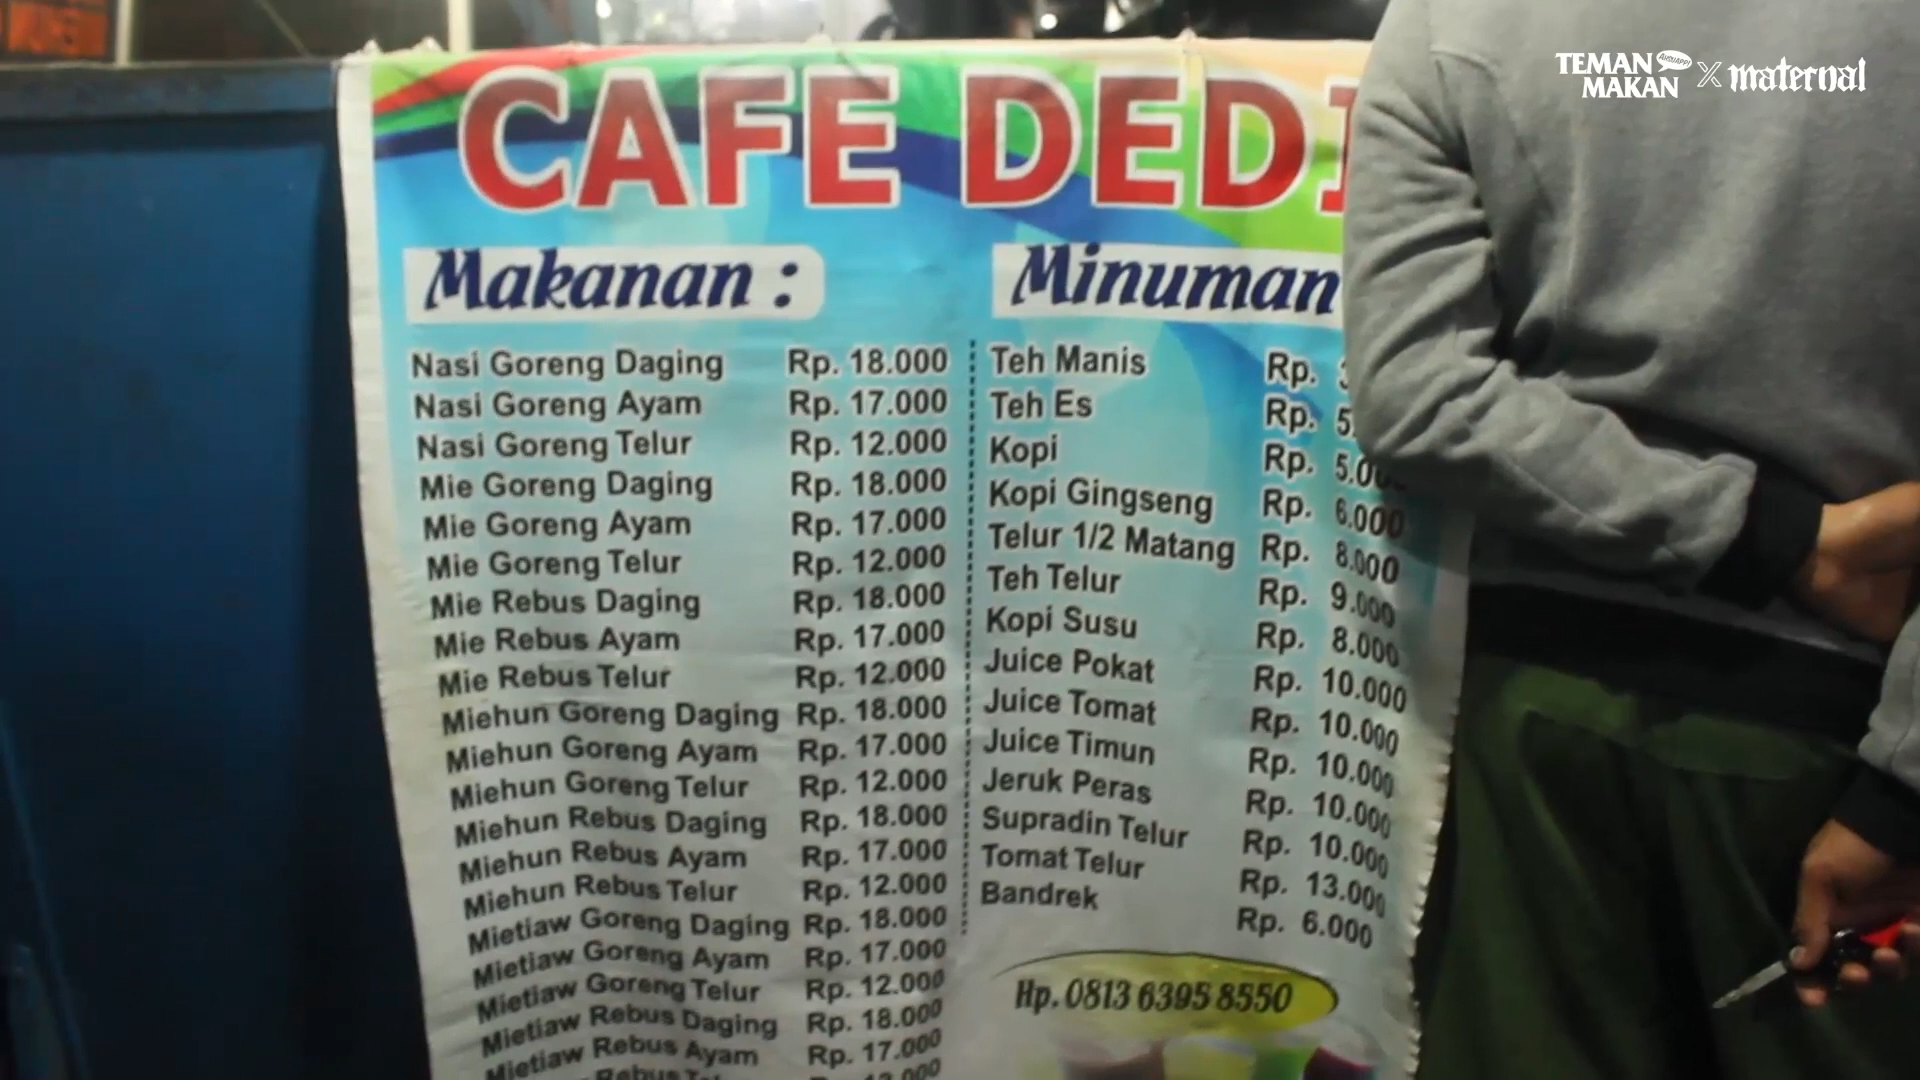 TEMAN MAKAN X maternal
CAFE DEDI
Makanan :
Nasi Goreng Daging Rp. 18.000
Nasi Goreng Ayam Rp. 17.000
Nasi Goreng Telur Rp. 12.000
Mie Goreng Daging Rp. 18.000
Mie Goreng Ayam Rp. 17.000
Mie Goreng Telur Rp. 12.000
Mie Rebus Daging Rp. 18.000
Mie Rebus Ayam Rp. 17.000
Mie Rebus Telur Rp. 12.000
Miehun Goreng Daging Rp. 18.000
Miehun Goreng Ayam Rp. 17.000
Miehun Goreng Telur Rp. 12.000
Miehun Rebus Daging Rp. 18.000
Miehun Rebus Ayam Rp. 17.000
Miehun Rebus Telur Rp. 12.000
Mietiaw Goreng Daging Rp. 18.000
Mietiaw Goreng Ayam Rp. 17.000
Mietiaw Goreng Telur Rp. 12.000
Mietiaw Rebus Daging Rp. 18.000
Mietiaw Rebus Ayam Rp. 17.000
Rebus
Minuman
Teh Manis Rp.
Teh Es Rp. 5.
Kopi Rp. 5.000
Kopi Gingseng Rp. 6.000
Telur 1/2 Matang Rp. 8.000
Teh Telur Rp. 9.000
Kopi Susu Rp. 8.000
Juice Pokat Rp. 10.000
Juice Tomat Rp. 10.000
Juice Timun Rp. 10.000
Jeruk Peras Rp. 10.000
Supradin Telur Rp. 10.000
Tomat Telur Rp. 13.000
Bandrek Rp. 6.000
Hp. 0813 6395 8550